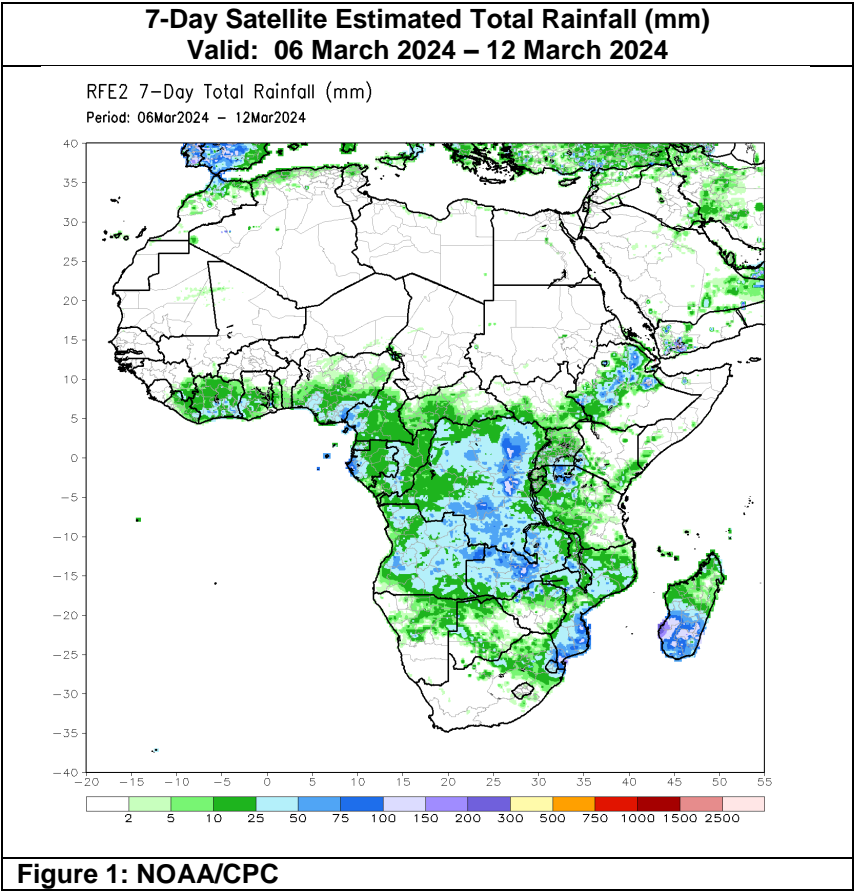 7-Day Satellite Estimated Total Rainfall (mm)
Valid:  06 March 2024 – 12 March 2024
RFE2 7-Day Total Rainfall (mm)
Period: 06Mar2024 – 12Mar2024
40
35
30
25
20
15
10
5
0
-5
-10
-15
-20
-25
-30
-35
-40
-20 -15 -10 -5 0 5 10 15 20 25 30 35 40 45 50 55
2 5 10 25 50 75 100 150 200 300 500 750 1000 1500 2500
Figure 1: NOAA/CPC